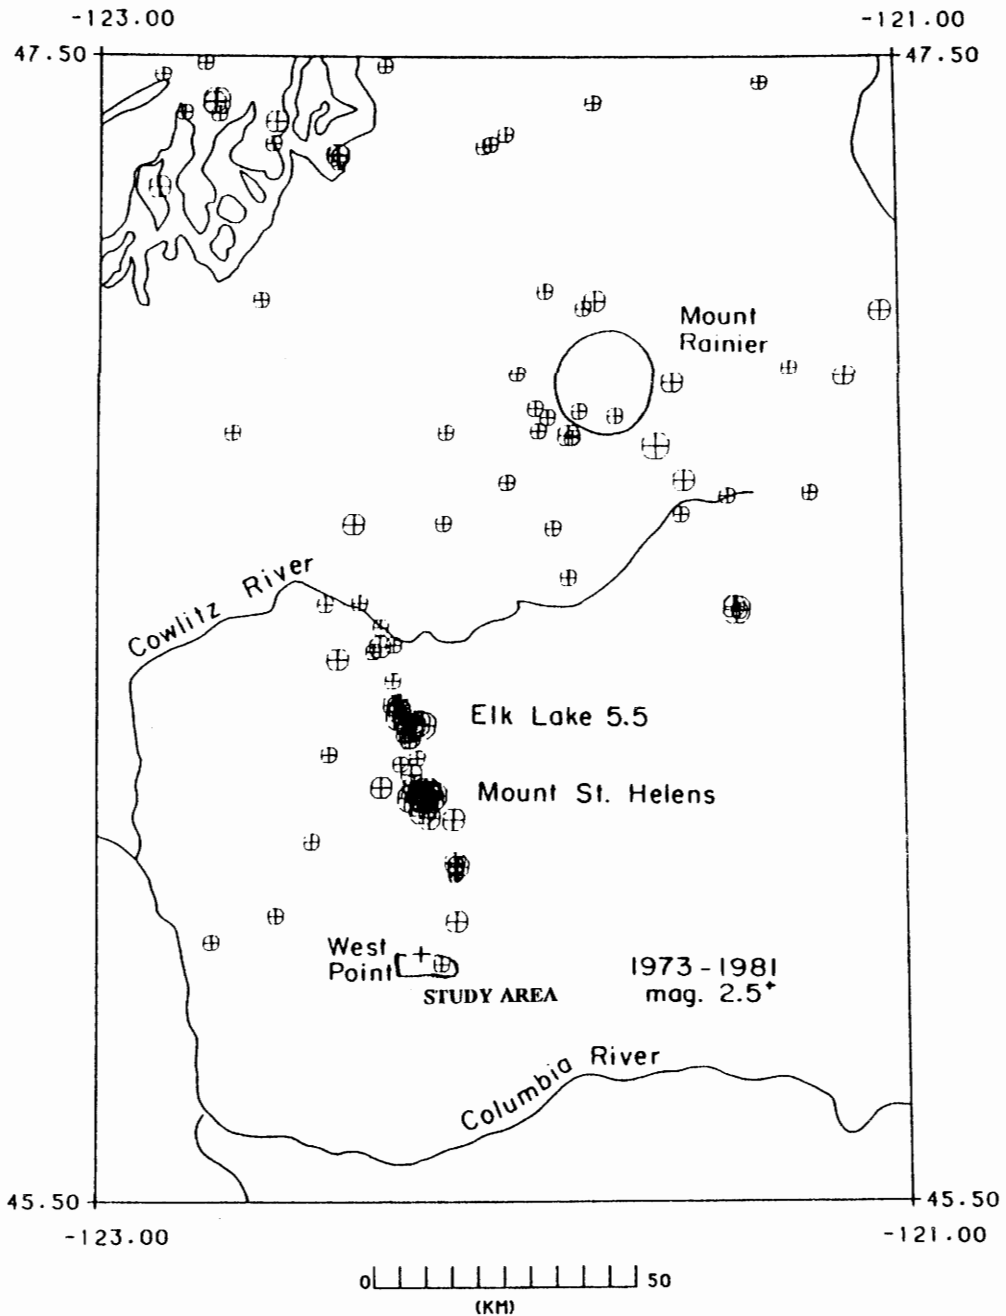 -123.00
-121.00
47.50
47.50
Mount
Rainier
Cowlitz River
Elk Lake 5.5
Mount St. Helens
West
Point
STUDY AREA
1973-1981
mag. 2.5+
Columbia River
45.50
45.50
-123.00
-121.00
0
50
(KM)